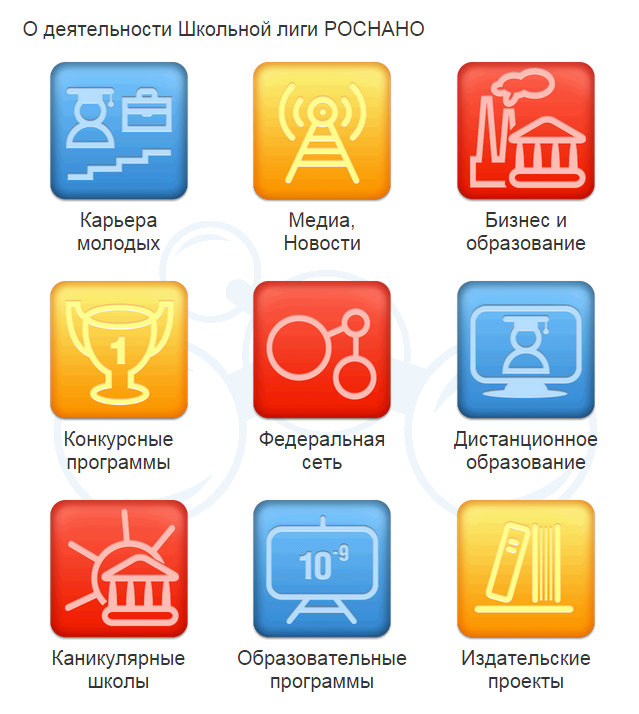 О деятельности Школьной лиги РОСНАНО
Карьера
молодых
Медиа,
Новости
Бизнес и
образование
1
Конкурсные
программы
Федеральная
сеть
Дистанционное
образование
Каникулярные
школы
10⁻⁹
Образовательные
программы
Издательские
проекты